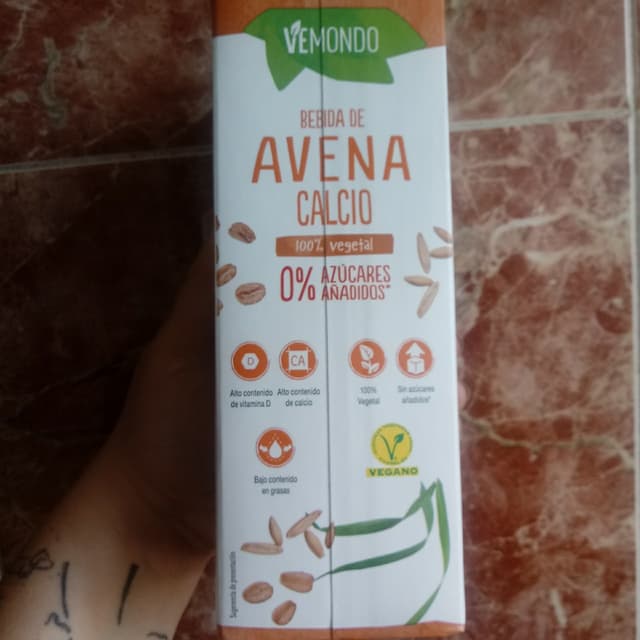 VEMONDO
BEBIDA DE
AVENA
CALCIO
100% vegetal
0% AZÚCARES
AÑADIDOS*
D
CA
Alto contenido
de vitamina D
Alto contenido
de calcio
100%
Vegetal
Sin azúcares
añadidos*
Bajo contenido
en grasas
VEGANO
Sugerencia de presentación